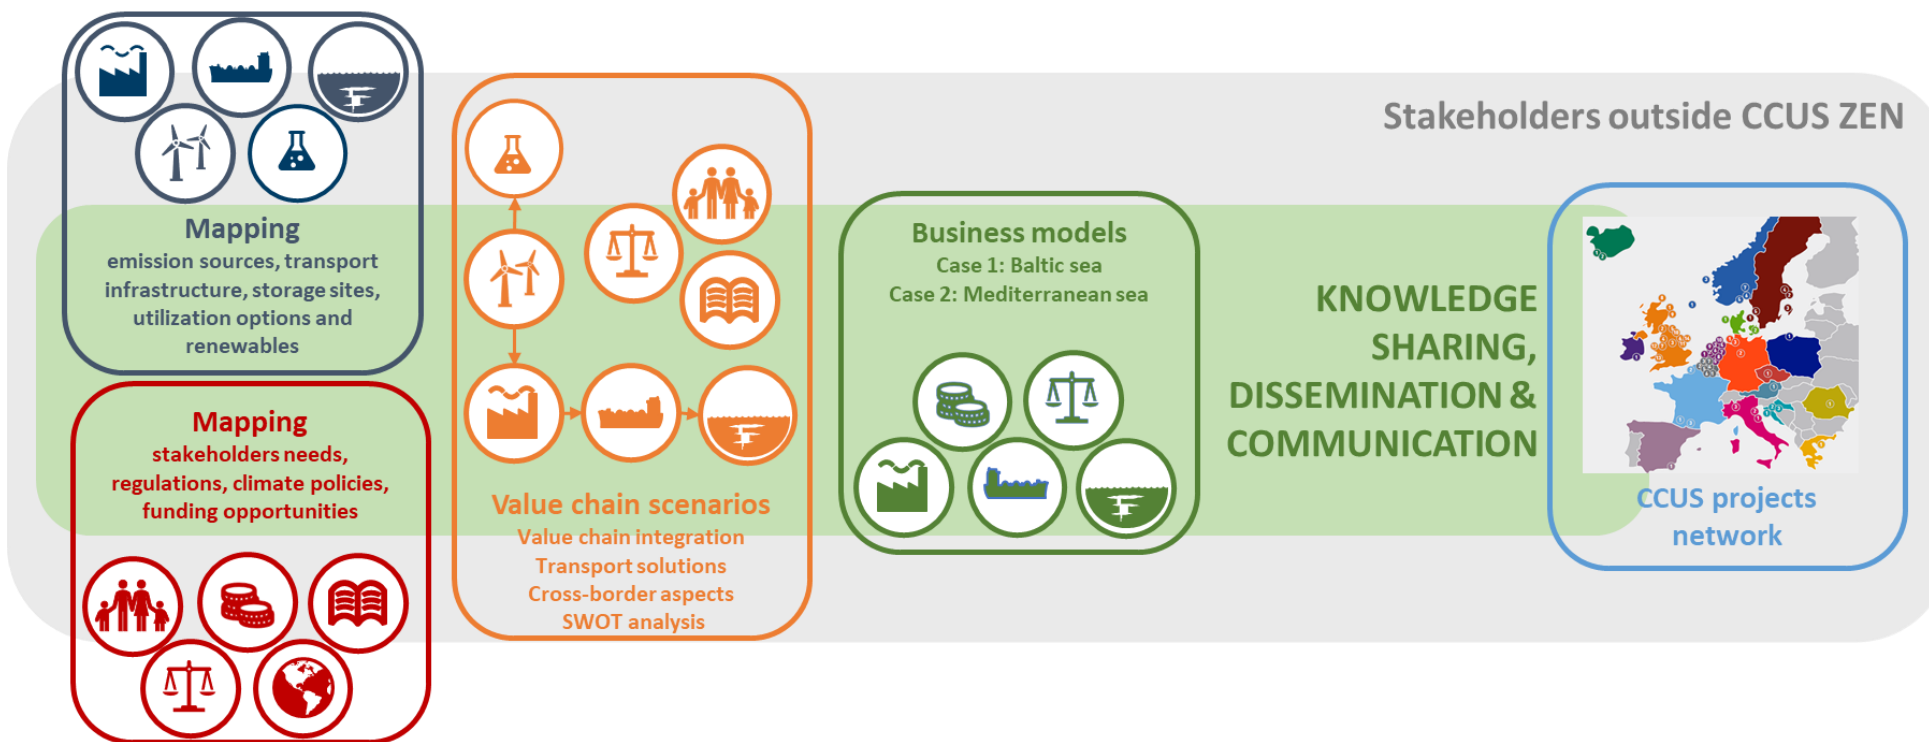 Stakeholders outside CCUS ZEN
Mapping
emission sources, transport
infrastructure, storage sites,
utilization options and
renewables
Mapping
stakeholders needs,
regulations, climate policies,
funding opportunities
Value chain scenarios
Value chain integration
Transport solutions
Cross-border aspects
SWOT analysis
Business models
Case 1: Baltic sea
Case 2: Mediterranean sea
KNOWLEDGE
SHARING,
DISSEMINATION &
COMMUNICATION
CCUS projects
network